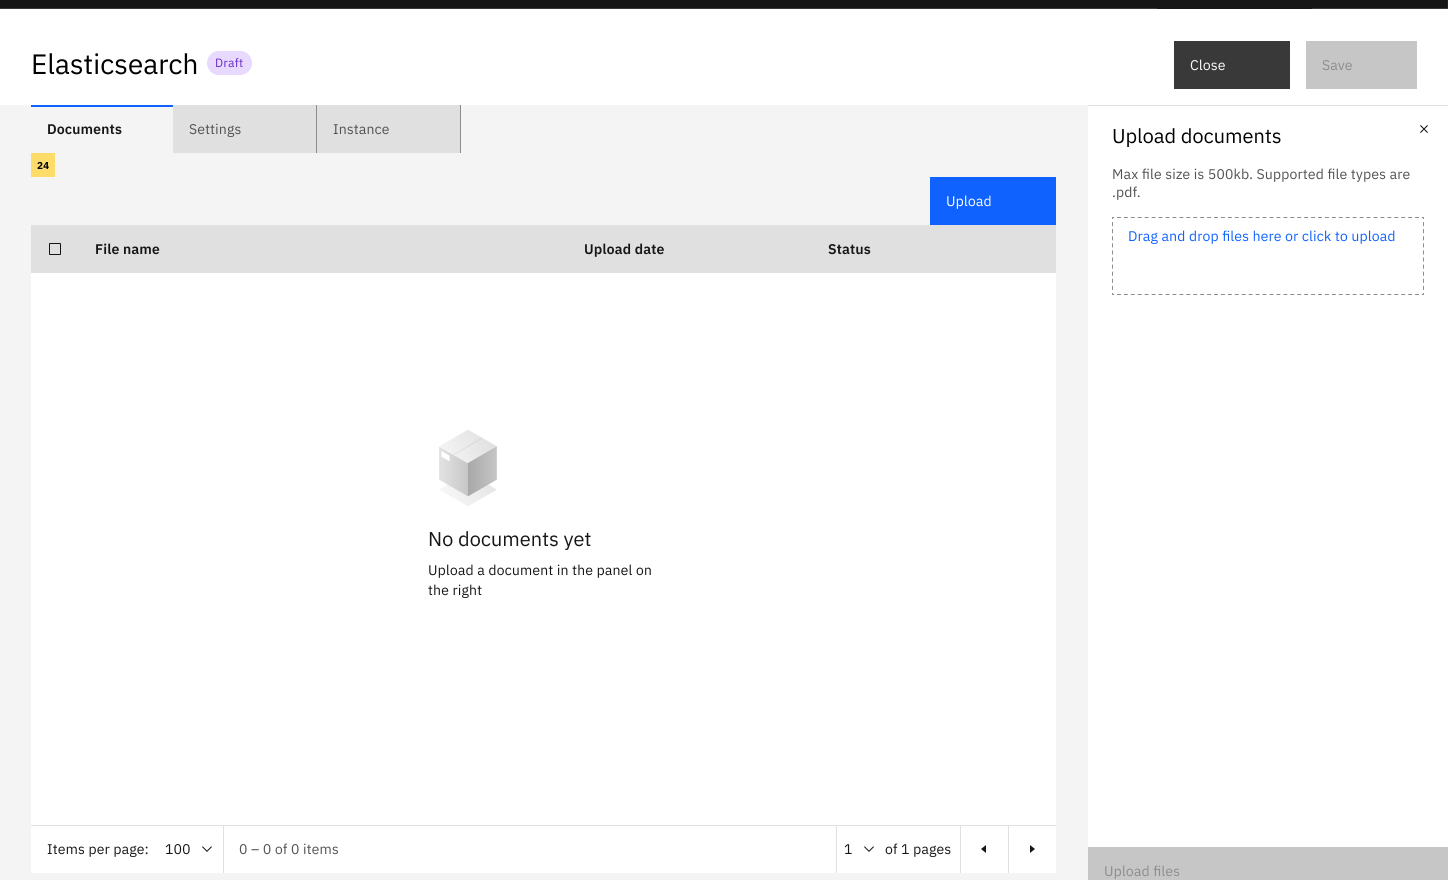 Elasticsearch
Draft
Close
Save
Documents
Settings
Instance
24
Upload
File name
Upload date
Status
No documents yet
Upload a document in the panel on
the right
Items per page:
100
0 – 0 of 0 items
1
of 1 pages
Upload documents
Max file size is 500kb. Supported file types are
.pdf.
Drag and drop files here or click to upload
Upload files